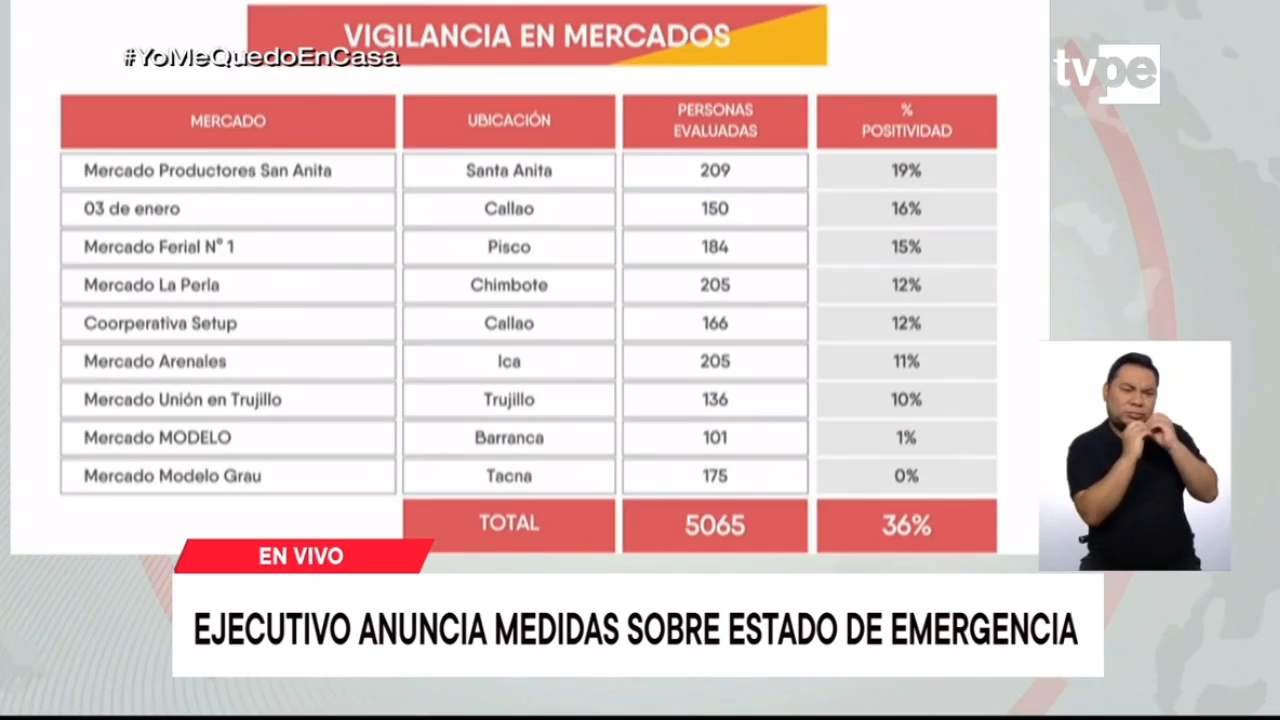 VIGILANCIA EN MERCADOS
#YoMeQuedoEnCasa
tvpe
MERCADO UBICACIÓN PERSONAS EVALUADAS % POSITIVIDAD
Mercado Productores San Anita Santa Anita 209 19%
03 de enero Callao 150 16%
Mercado Ferial N° 1 Pisco 184 15%
Mercado La Perla Chimbote 205 12%
Coorperativa Setup Callao 166 12%
Mercado Arenales Ica 205 11%
Mercado Unión en Trujillo Trujillo 136 10%
Mercado MODELO Barranca 101 1%
Mercado Modelo Grau Tacna 175 0%
TOTAL 5065 36%
EN VIVO
EJECUTIVO ANUNCIA MEDIDAS SOBRE ESTADO DE EMERGENCIA